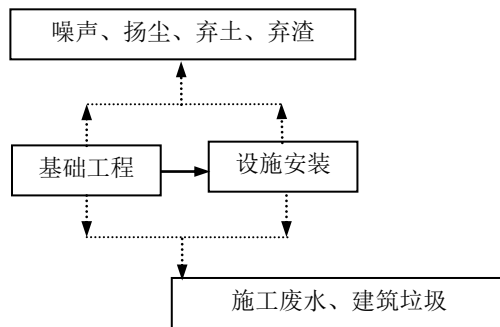 噪声、扬尘、弃土、弃渣
基础工程
设施安装
施工废水、建筑垃圾